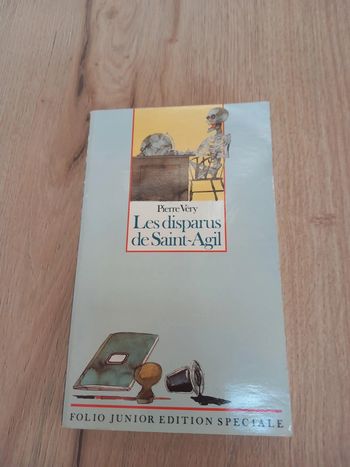 Pierre Véry
Les disparus
de Saint-Agil
FOLIO JUNIOR EDITION SPECIALE